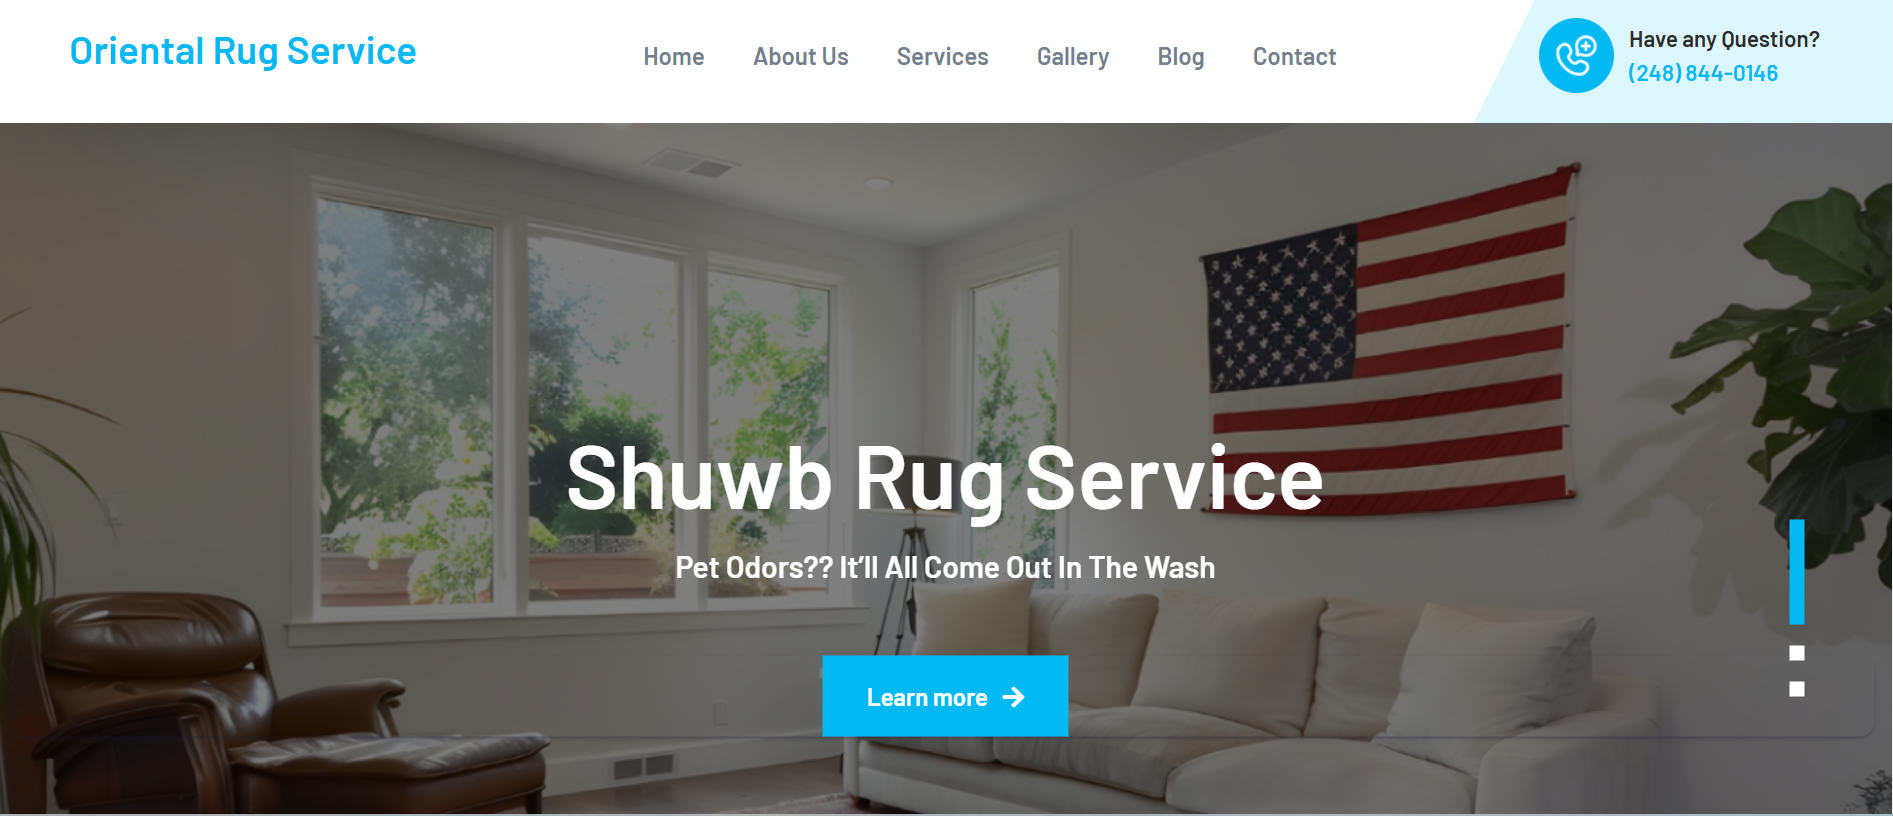 Oriental Rug Service
Home About Us Services Gallery Blog Contact
Have any Question?
(248) 844-0146
Shuwb Rug Service
Pet Odors?? It’ll All Come Out In The Wash
Learn more